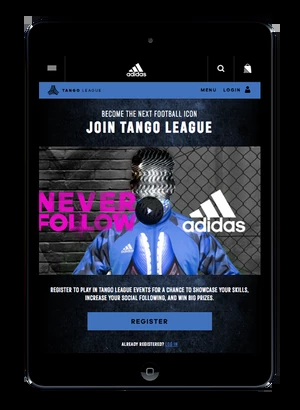 adidas
TANGO LEAGUE
MENU LOGIN
BECOME THE NEXT FOOTBALL ICON
JOIN TANGO LEAGUE
NEVER
FOLLOW
adidas
REGISTER TO PLAY IN TANGO LEAGUE EVENTS FOR A CHANCE TO SHOWCASE YOUR SKILLS,
INCREASE YOUR SOCIAL FOLLOWING, AND WIN BIG PRIZES.
REGISTER
ALREADY REGISTERED? LOG IN